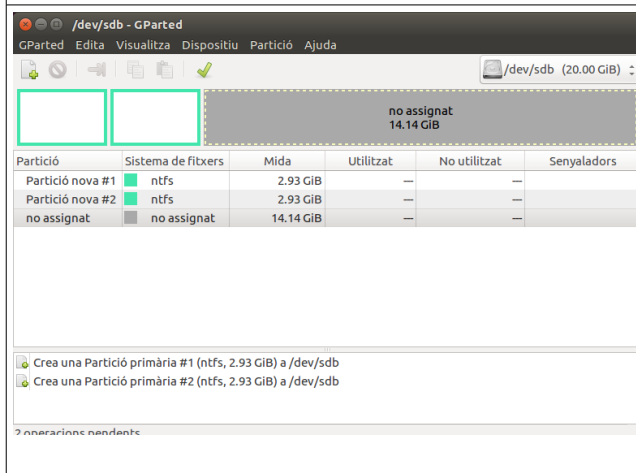 /dev/sdb - GParted
GParted Edita Visualitza Dispositiu Partició Ajuda
/dev/sdb (20.00 GiB)
no assignat
14.14 GiB
Partició Sistema de fitxers Mida Utilitzat No utilitzat Senyaladors
Partició nova #1 ntfs 2.93 GiB — —
Partició nova #2 ntfs 2.93 GiB — —
no assignat no assignat 14.14 GiB — —
Crea una Partició primària #1 (ntfs, 2.93 GiB) a /dev/sdb
Crea una Partició primària #2 (ntfs, 2.93 GiB) a /dev/sdb
2 operacions pendents